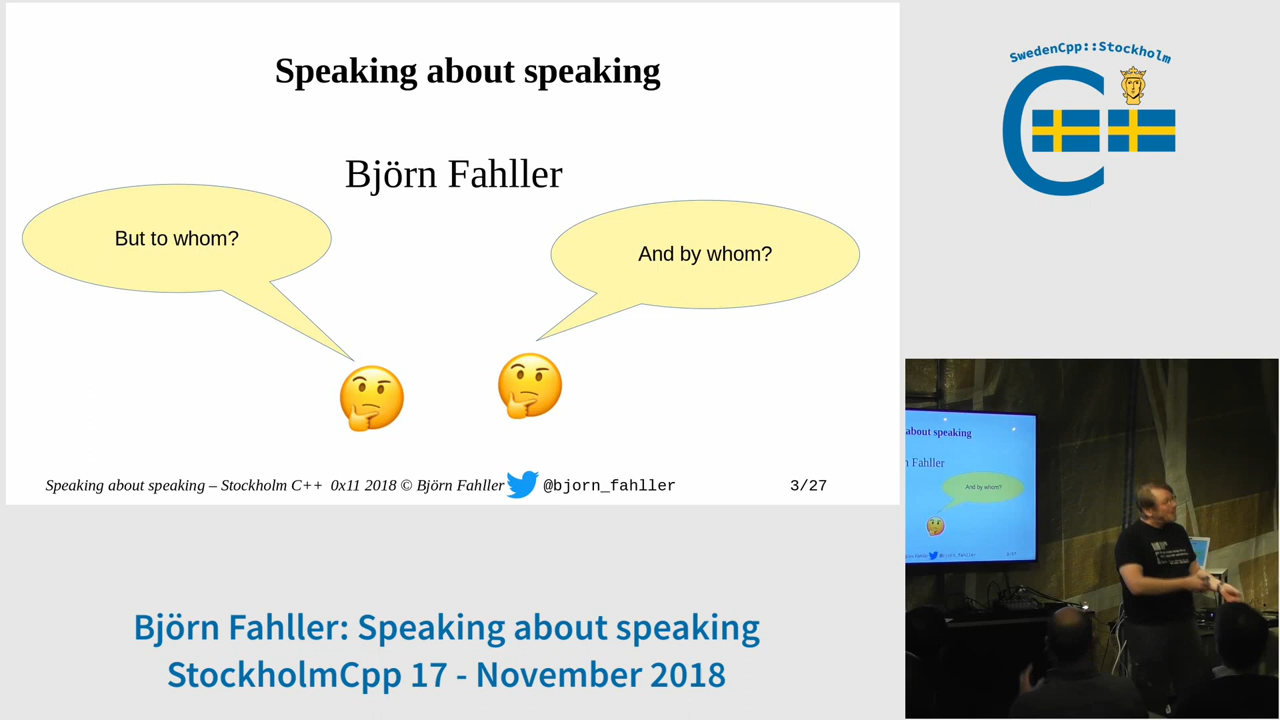 Speaking about speaking
Björn Fahller
But to whom?
And by whom?
Speaking about speaking – Stockholm C++ 0x11 2018 © Björn Fahller @bjorn_fahller 3/27
SwedenCpp::Stockholm
about speaking
n Fahller
And by whom?
Björn Fahller: Speaking about speaking
StockholmCpp 17 - November 2018